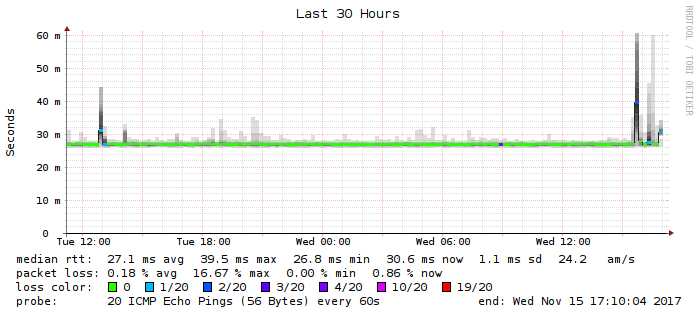 Last 30 Hours
RRDTOOL / TOBI OETIKER
Seconds
60 m
50 m
40 m
30 m
20 m
10 m
0
Tue 12:00 Tue 18:00 Wed 00:00 Wed 06:00 Wed 12:00
median rtt: 27.1 ms avg 39.5 ms max 26.8 ms min 30.6 ms now 1.1 ms sd 24.2 am/s
packet loss: 0.18 % avg 16.67 % max 0.00 % min 0.86 % now
loss color: 0 1/20 2/20 3/20 4/20 10/20 19/20
probe: 20 ICMP Echo Pings (56 Bytes) every 60s end: Wed Nov 15 17:10:04 2017